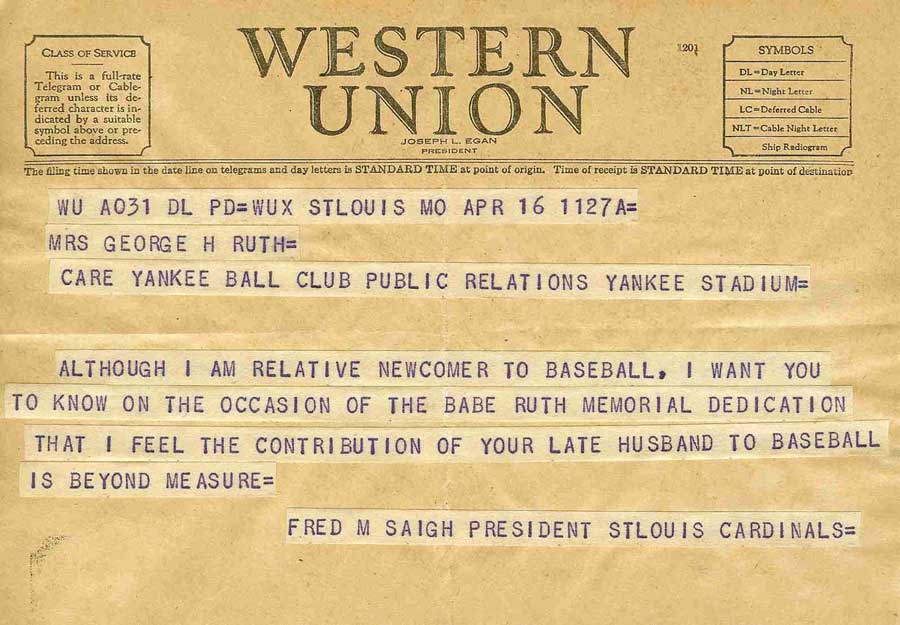 CLASS OF SERVICE
This is a full-rate
Telegram or Cable-
gram unless its de-
ferred character is in-
dicated by a suitable
symbol above or pre-
ceding the address.
WESTERN
UNION
JOSEPH L. EGAN
PRESIDENT
1201
SYMBOLS
DL=Day Letter
NL=Night Letter
LC=Deferred Cable
NLT=Cable Night Letter
Ship Radiogram
The filing time shown in the date line on telegrams and day letters is STANDARD TIME at point of origin. Time of receipt is STANDARD TIME at point of destination
WU A031 DL PD=WUX STLOUIS MO APR 16 1127A=
MRS GEORGE H RUTH=
CARE YANKEE BALL CLUB PUBLIC RELATIONS YANKEE STADIUM=
ALTHOUGH I AM RELATIVE NEWCOMER TO BASEBALL, I WANT YOU
TO KNOW ON THE OCCASION OF THE BABE RUTH MEMORIAL DEDICATION
THAT I FEEL THE CONTRIBUTION OF YOUR LATE HUSBAND TO BASEBALL
IS BEYOND MEASURE=
FRED M SAIGH PRESIDENT STLOUIS CARDINALS=